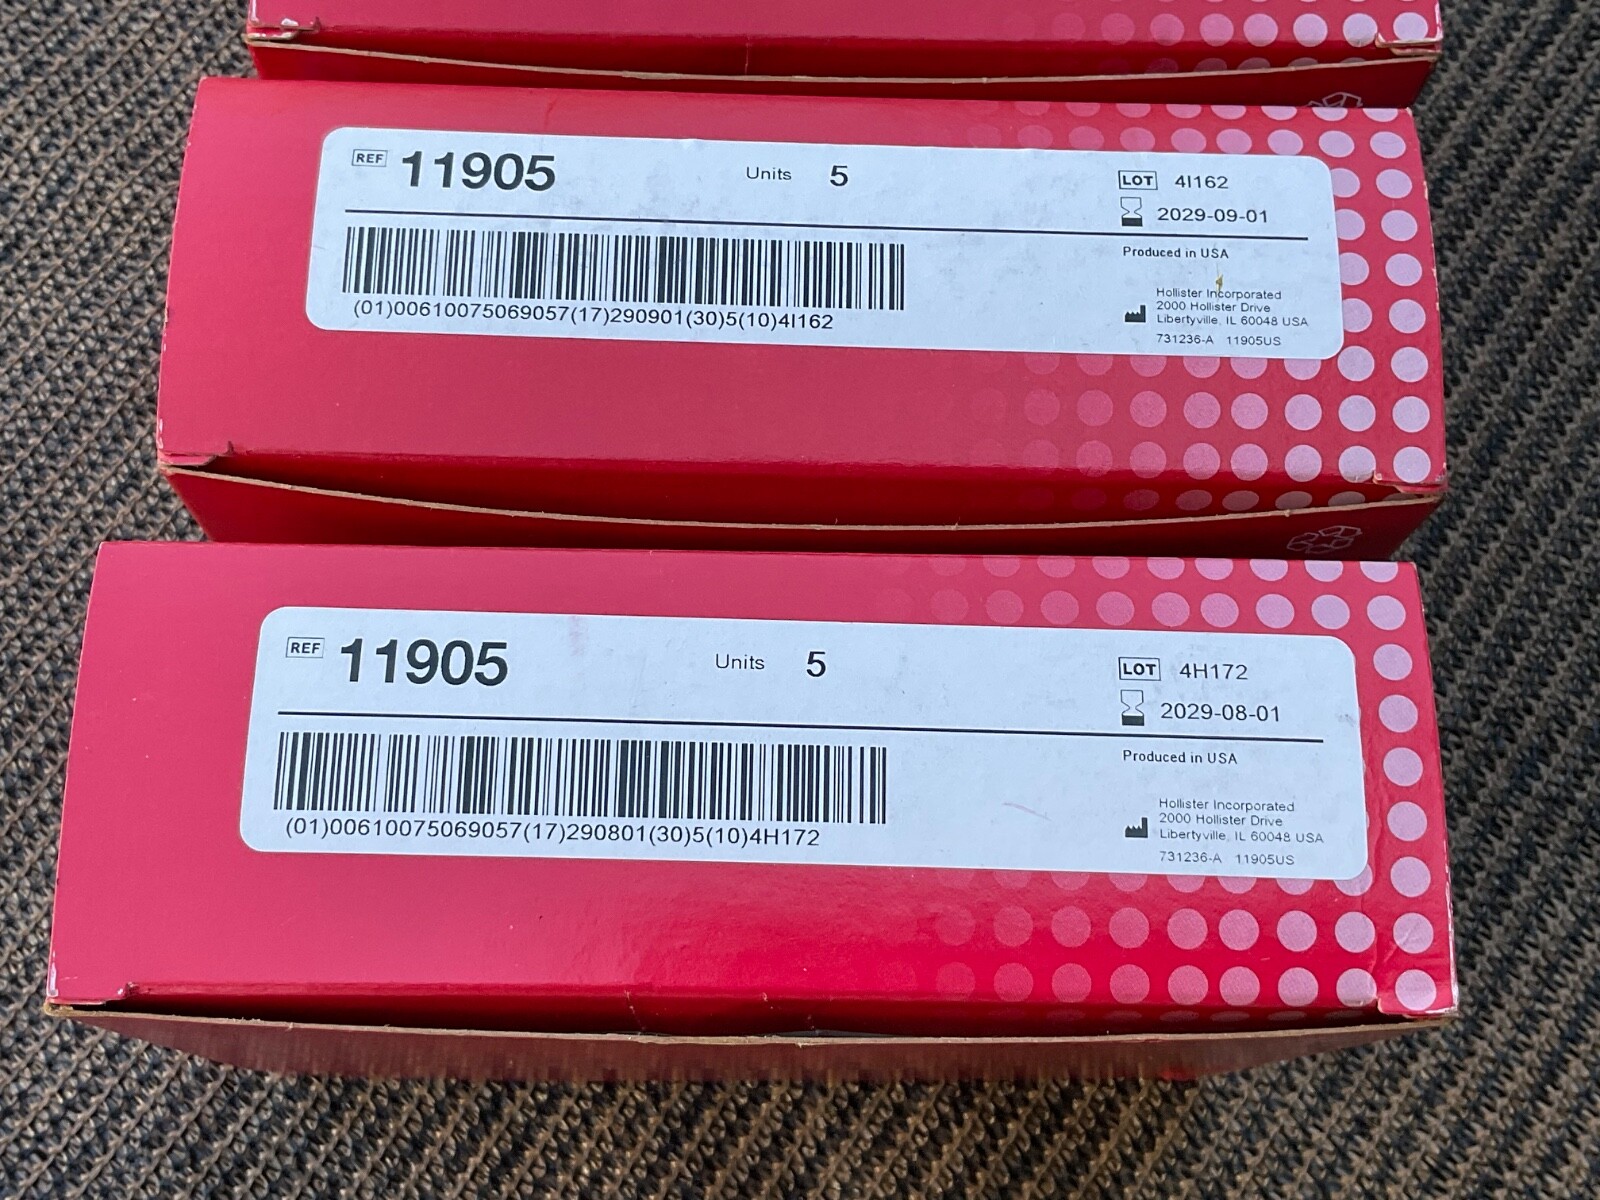 REF 11905 Units 5 LOT 4I162
2029-09-01
Produced in USA
(01)00610075069057(17)290901(30)5(10)4I162
Hollister Incorporated
2000 Hollister Drive
Libertyville, IL 60048 USA
731236-A 11905US
REF 11905 Units 5 LOT 4H172
2029-08-01
Produced in USA
(01)00610075069057(17)290801(30)5(10)4H172
Hollister Incorporated
2000 Hollister Drive
Libertyville, IL 60048 USA
731236-A 11905US